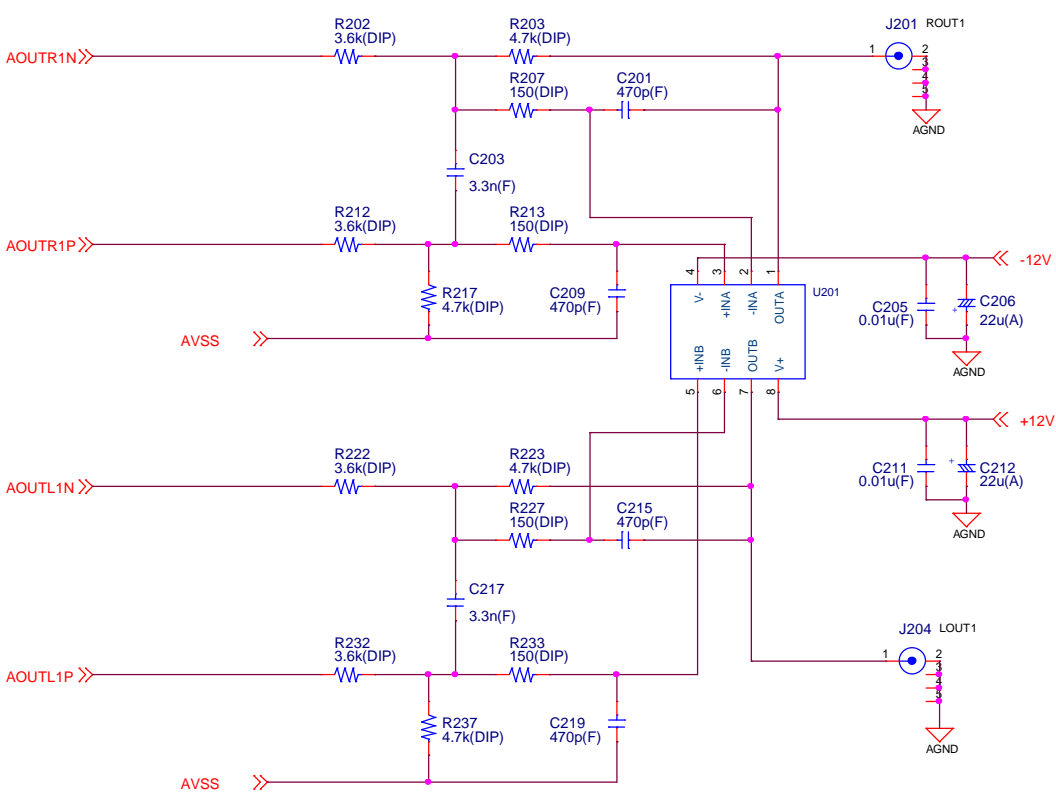 R202
3.6k(DIP)
R203
4.7k(DIP)
J201 ROUT1
AOUTR1N
1
2
3
4
5
R207
150(DIP)
C201
470p(F)
AGND
C203
3.3n(F)
R212
3.6k(DIP)
R213
150(DIP)
AOUTR1P
-12V
4
3
2
1
R217
4.7k(DIP)
C209
470p(F)
V-
+INA
-INA
OUTA
U201
C205
0.01u(F)
+
C206
22u(A)
AVSS
+INB
-INB
OUTB
V+
AGND
5
6
7
8
+12V
R222
3.6k(DIP)
R223
4.7k(DIP)
C211
0.01u(F)
+
C212
22u(A)
AOUTL1N
R227
150(DIP)
C215
470p(F)
AGND
C217
3.3n(F)
J204 LOUT1
R232
3.6k(DIP)
R233
150(DIP)
1
2
3
4
5
AOUTL1P
R237
4.7k(DIP)
C219
470p(F)
AGND
AVSS